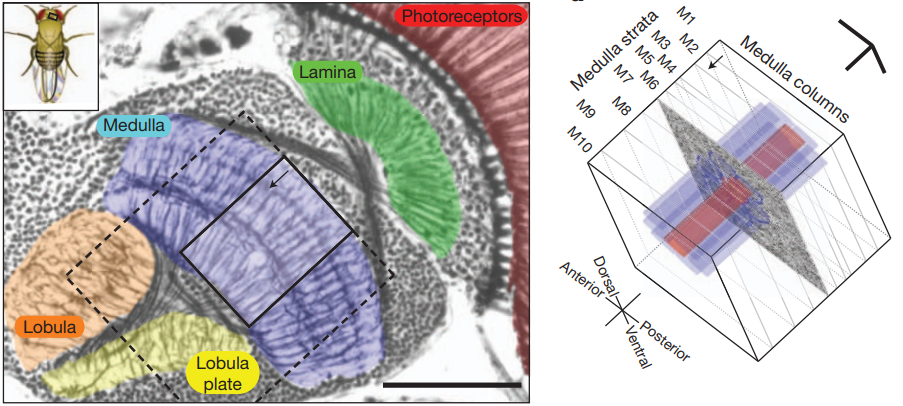 Photoreceptors
Lamina
Medulla
Lobula
Lobula
plate
Medulla strata
M1
M2
M3
M4
M5
M6
M7
M8
M9
M10
Medulla columns
Dorsal
Anterior
Posterior
Ventral